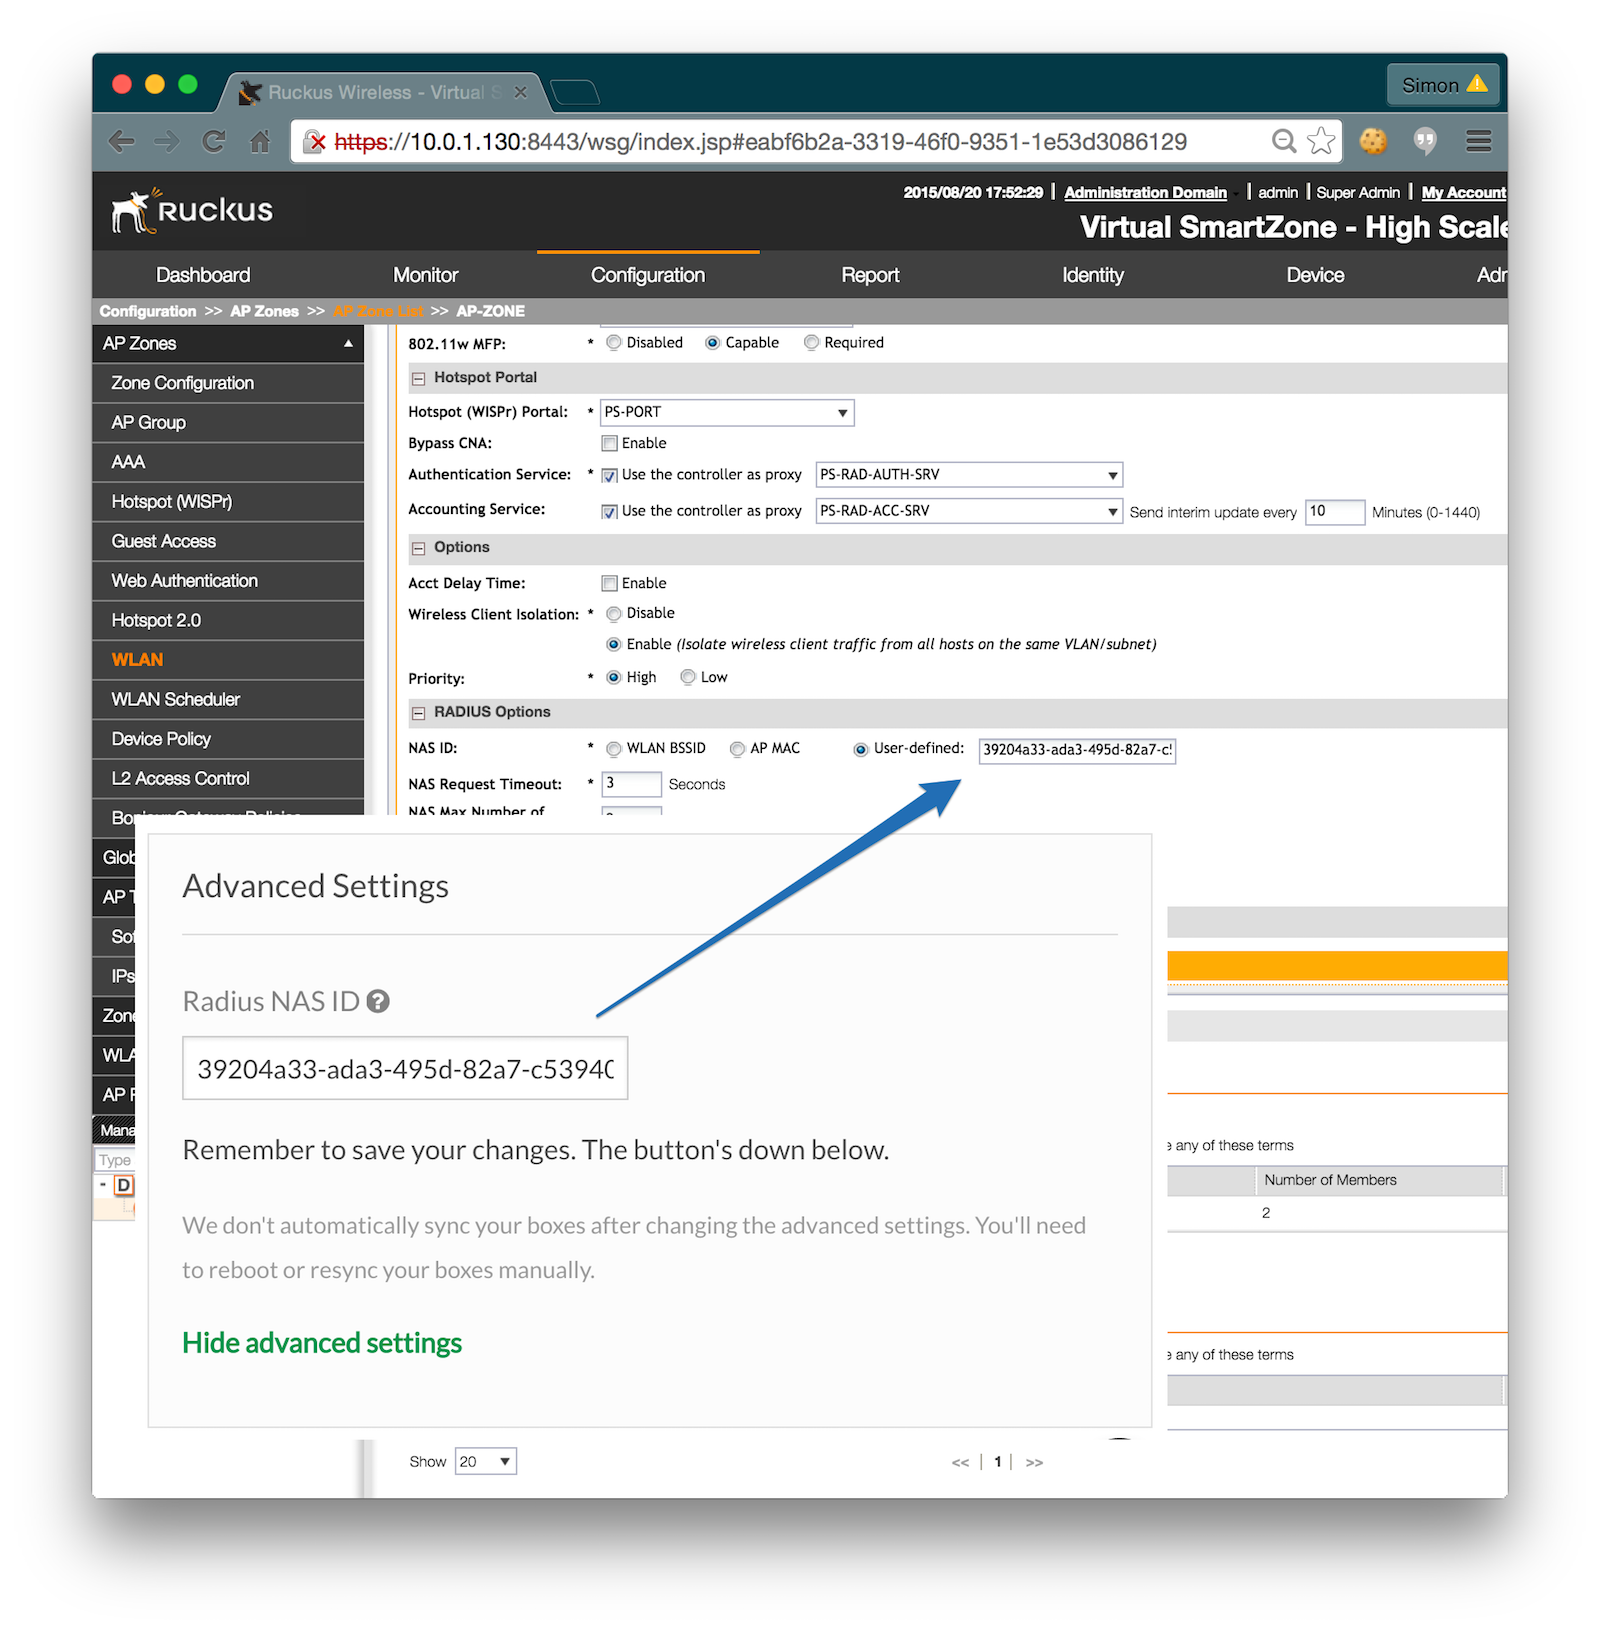 Ruckus Wireless - Virtual S
Simon
https://10.0.1.130:8443/wsg/index.jsp#eabf6b2a-3319-46f0-9351-1e53d3086129
Ruckus
2015/08/20 17:52:29 | Administration Domain | admin | Super Admin | My Account
Virtual SmartZone - High Scale
Dashboard Monitor Configuration Report Identity Device Adr
Configuration >> AP Zones >> AP Zone List >> AP-ZONE
AP Zones
Zone Configuration
AP Group
AAA
Hotspot (WISPr)
Guest Access
Web Authentication
Hotspot 2.0
WLAN
WLAN Scheduler
Device Policy
L2 Access Control
Bonjour Gateway Policies
Glob
AP T
Sof
IPs
Zone
WLA
AP F
Mana
Type
- D
802.11w MFP: * Disabled Capable Required
Hotspot Portal
Hotspot (WISPr) Portal: * PS-PORT
Bypass CNA: Enable
Authentication Service: * Use the controller as proxy PS-RAD-AUTH-SRV
Accounting Service: Use the controller as proxy PS-RAD-ACC-SRV Send interim update every 10 Minutes (0-1440)
Options
Acct Delay Time: Enable
Wireless Client Isolation: * Disable
Enable (Isolate wireless client traffic from all hosts on the same VLAN/subnet)
Priority: * High Low
RADIUS Options
NAS ID: * WLAN BSSID AP MAC User-defined: 39204a33-ada3-495d-82a7-c5
NAS Request Timeout: * 3 Seconds
NAS Max Number of
Advanced Settings
Radius NAS ID ?
39204a33-ada3-495d-82a7-c53940
Remember to save your changes. The button's down below.
We don't automatically sync your boxes after changing the advanced settings. You'll need
to reboot or resync your boxes manually.
Hide advanced settings
any of these terms
Number of Members
2
any of these terms
Show 20
<< | 1 | >>